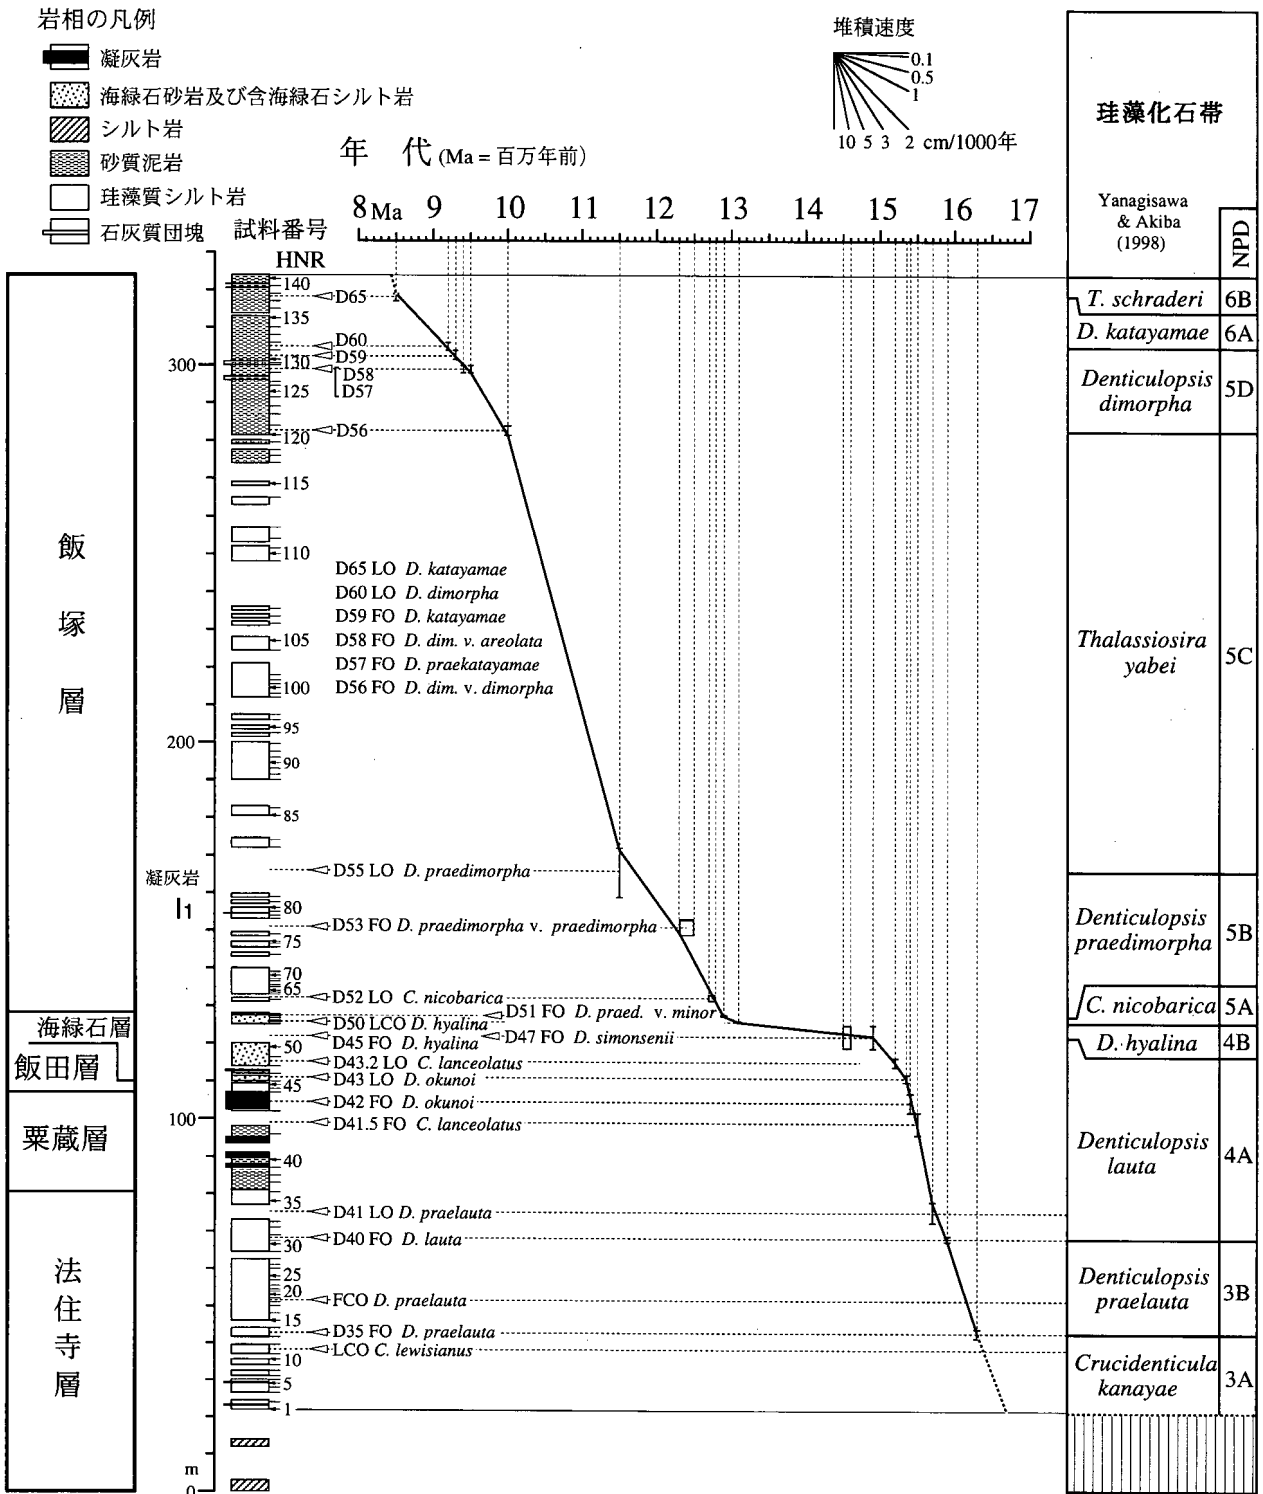 岩相の凡例
凝灰岩
海緑石砂岩及び含海緑石シルト岩
シルト岩
砂質泥岩
珪藻質シルト岩
石灰質団塊
試料番号
HNR
年 代 (Ma = 百万年前)
8 Ma 9 10 11 12 13 14 15 16 17
堆積速度
0.1
0.5
1
10 5 3 2 cm/1000年
珪藻化石帯
Yanagisawa
& Akiba
(1998)
NPD
飯塚層
海緑石層
飯田層
粟蔵層
法住寺層
300
200
凝灰岩
I1
100
m
0
140
135
130
125
120
115
110
105
100
95
90
85
80
75
70
65
50
45
40
35
30
25
20
15
10
5
1
D65
D60
D59
D58
D57
D56
D65 LO D. katayamae
D60 LO D. dimorpha
D59 FO D. katayamae
D58 FO D. dim. v. areolata
D57 FO D. praekatayamae
D56 FO D. dim. v. dimorpha
D55 LO D. praedimorpha
D53 FO D. praedimorpha v. praedimorpha
D52 LO C. nicobarica
D51 FO D. praed. v. minor
D50 LCO D. hyalina
D47 FO D. simonsenii
D45 FO D. hyalina
D43.2 LO C. lanceolatus
D43 LO D. okunoi
D42 FO D. okunoi
D41.5 FO C. lanceolatus
D41 LO D. praelauta
D40 FO D. lauta
FCO D. praelauta
D35 FO D. praelauta
LCO C. lewisianus
T. schraderi 6B
D. katayamae 6A
Denticulopsis
dimorpha
5D
Thalassiosira
yabei
5C
Denticulopsis
praedimorpha
5B
C. nicobarica 5A
D. hyalina 4B
Denticulopsis
lauta
4A
Denticulopsis
praelauta
3B
Crucidenticula
kanayae
3A